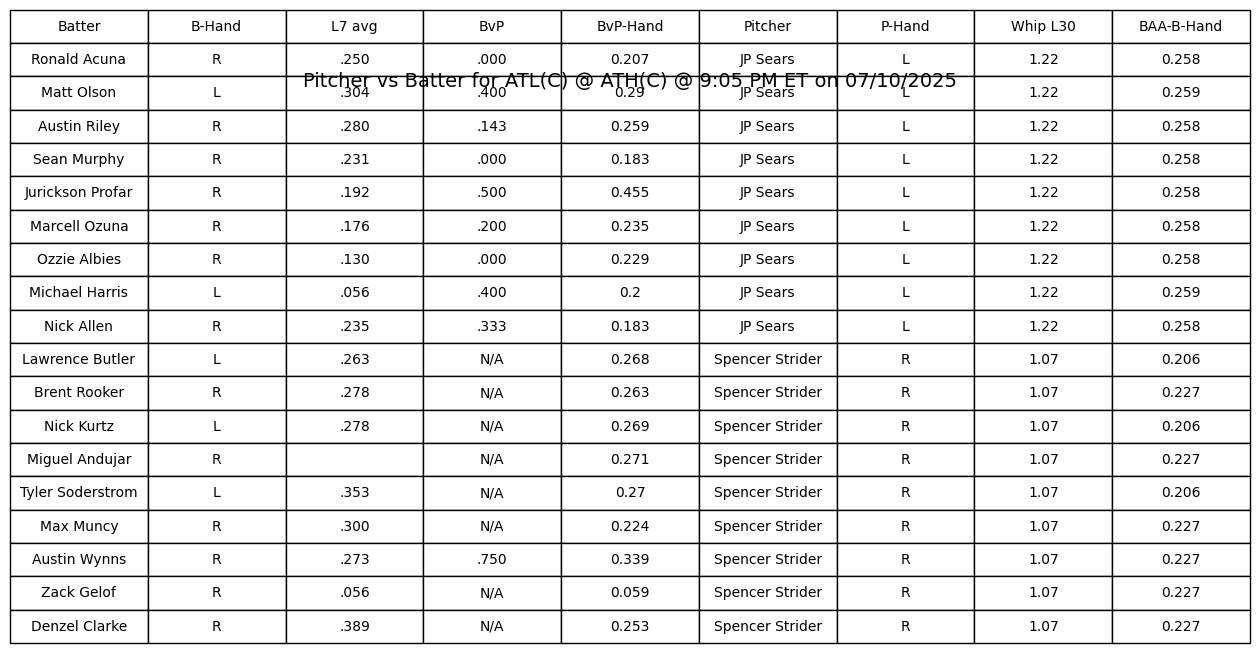 Batter B-Hand L7 avg BvP BvP-Hand Pitcher P-Hand Whip L30 BAA-B-Hand
Ronald Acuna R .250 .000 0.207 JP Sears L 1.22 0.258
Pitcher vs Batter for ATL(C) @ ATH(C) @ 9:05 PM ET on 07/10/2025
Matt Olson L .304 .400 0.29 JP Sears L 1.22 0.259
Austin Riley R .280 .143 0.259 JP Sears L 1.22 0.258
Sean Murphy R .231 .000 0.183 JP Sears L 1.22 0.258
Jurickson Profar R .192 .500 0.455 JP Sears L 1.22 0.258
Marcell Ozuna R .176 .200 0.235 JP Sears L 1.22 0.258
Ozzie Albies R .130 .000 0.229 JP Sears L 1.22 0.258
Michael Harris L .056 .400 0.2 JP Sears L 1.22 0.259
Nick Allen R .235 .333 0.183 JP Sears L 1.22 0.258
Lawrence Butler L .263 N/A 0.268 Spencer Strider R 1.07 0.206
Brent Rooker R .278 N/A 0.263 Spencer Strider R 1.07 0.227
Nick Kurtz L .278 N/A 0.269 Spencer Strider R 1.07 0.206
Miguel Andujar R N/A 0.271 Spencer Strider R 1.07 0.227
Tyler Soderstrom L .353 N/A 0.27 Spencer Strider R 1.07 0.206
Max Muncy R .300 N/A 0.224 Spencer Strider R 1.07 0.227
Austin Wynns R .273 .750 0.339 Spencer Strider R 1.07 0.227
Zack Gelof R .056 N/A 0.059 Spencer Strider R 1.07 0.227
Denzel Clarke R .389 N/A 0.253 Spencer Strider R 1.07 0.227